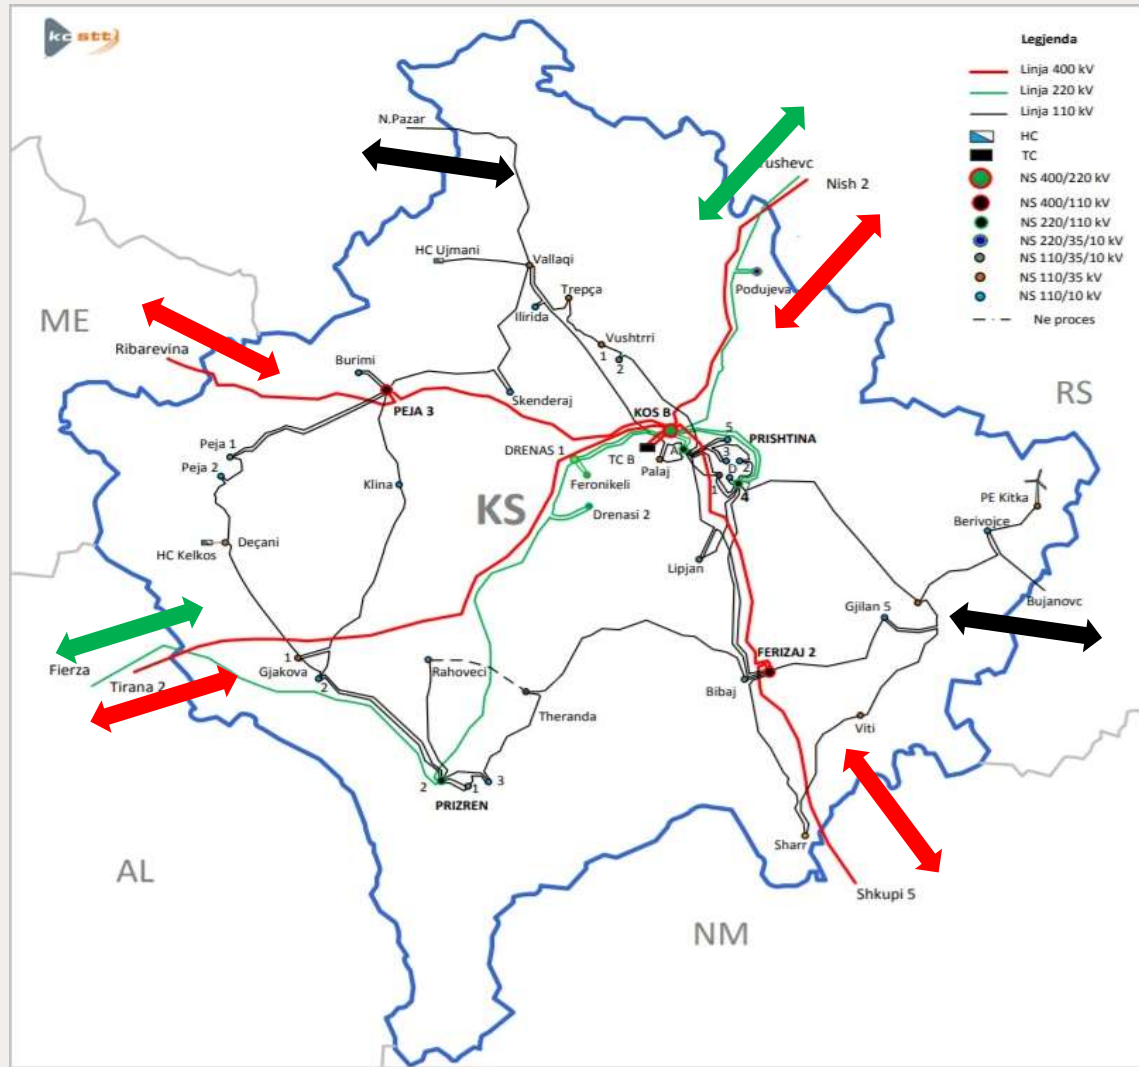 kcstt
Legjenda
Linja 400 kV
Linja 220 kV
Linja 110 kV
HC
TC
NS 400/220 kV
NS 400/110 kV
NS 220/110 kV
NS 220/35/10 kV
NS 110/35/10 kV
NS 110/35 kV
NS 110/10 kV
Ne proces
N.Pazar
rushevc
Nish 2
HC Ujmani
Vallaqi
Podujeva
Trepça
Ilirida
ME
Ribarevina
Vushtrri
1
2
Burimi
RS
PEJA 3
Skenderaj
KOS B
5
PRISHTINA
Peja 1
DRENAS 1
TC B
A
3
Palaj
D
2
Peja 2
Klina
Feronikeli
1
4
KS
PE Kitka
Drenasi 2
Berivojce
HC Kelkos
Deçani
Lipjan
Bujanovc
Gjilan 5
Fierza
1
FERIZAJ 2
Gjakova
Rahoveci
Tirana 2
2
Bibaj
Theranda
Viti
2
1
3
PRIZREN
Sharr
AL
Shkupi 5
NM